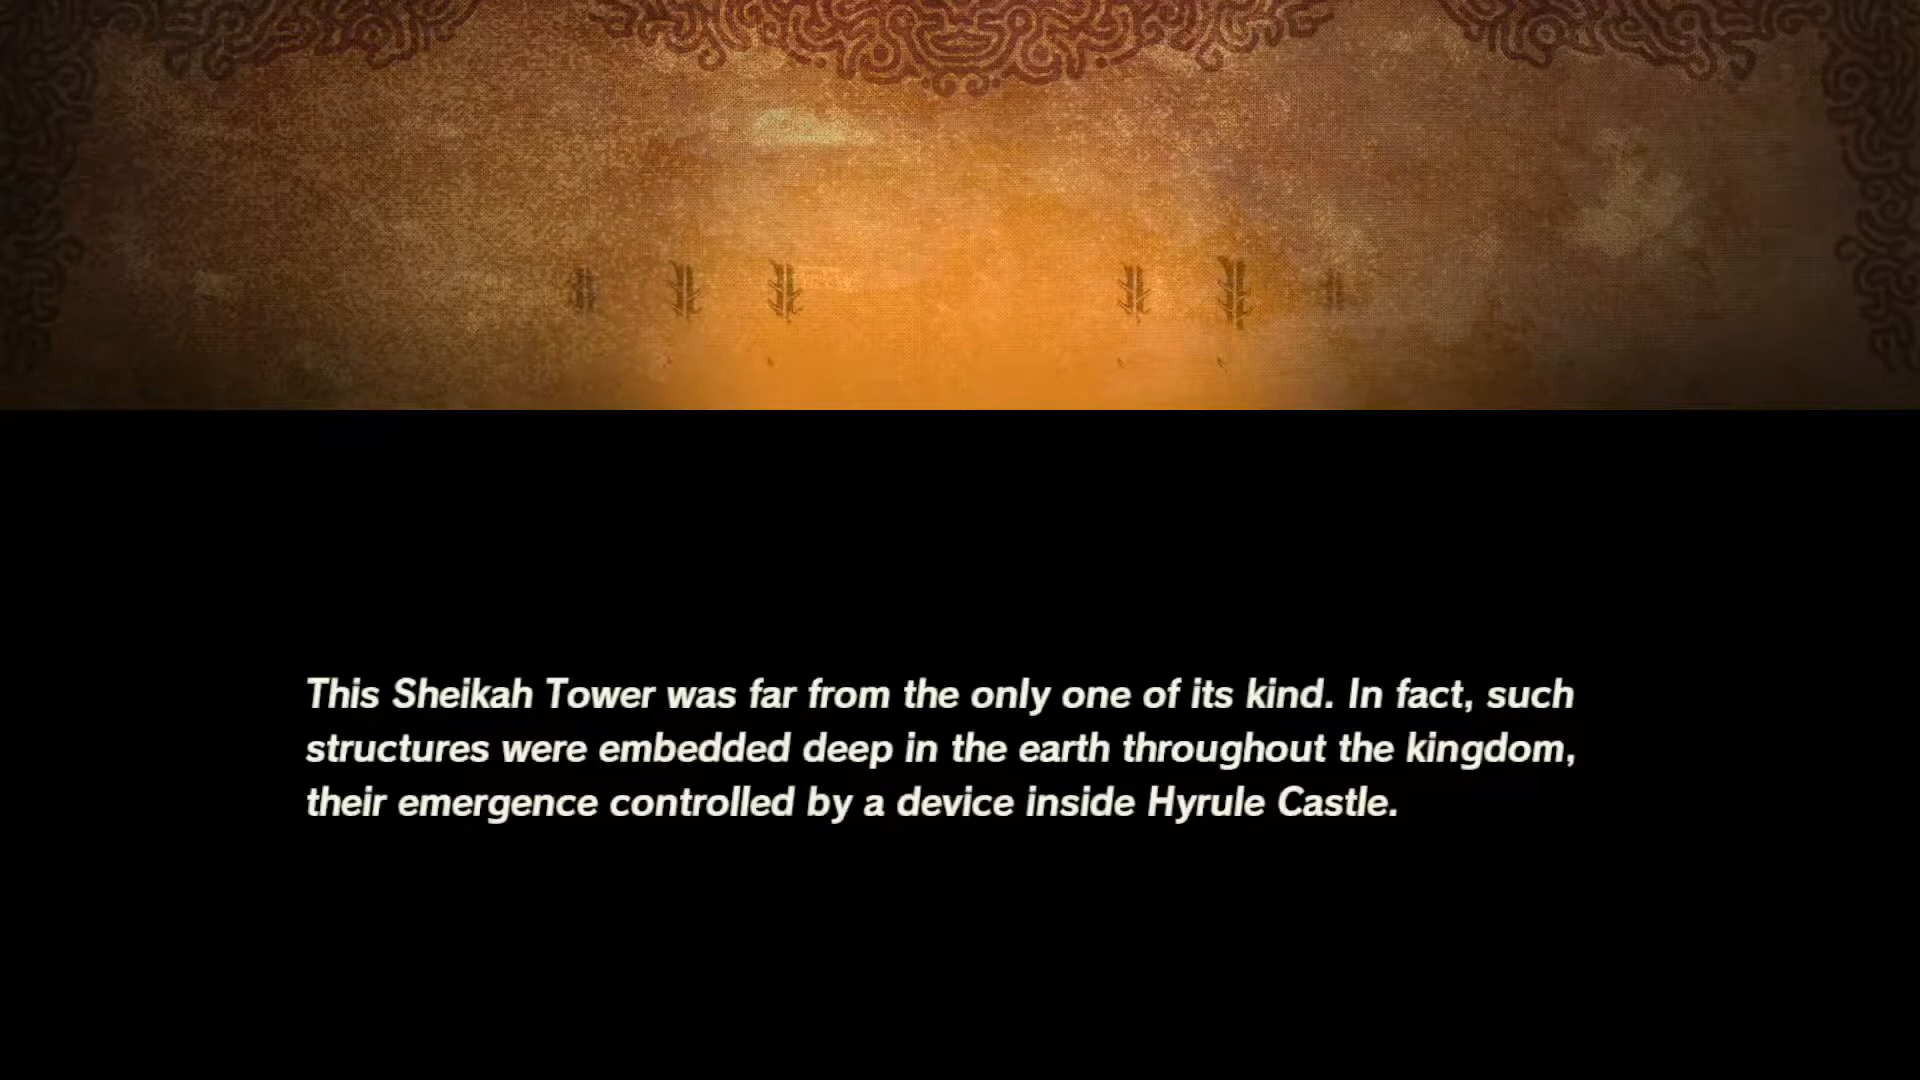 This Sheikah Tower was far from the only one of its kind. In fact, such
structures were embedded deep in the earth throughout the kingdom,
their emergence controlled by a device inside Hyrule Castle.